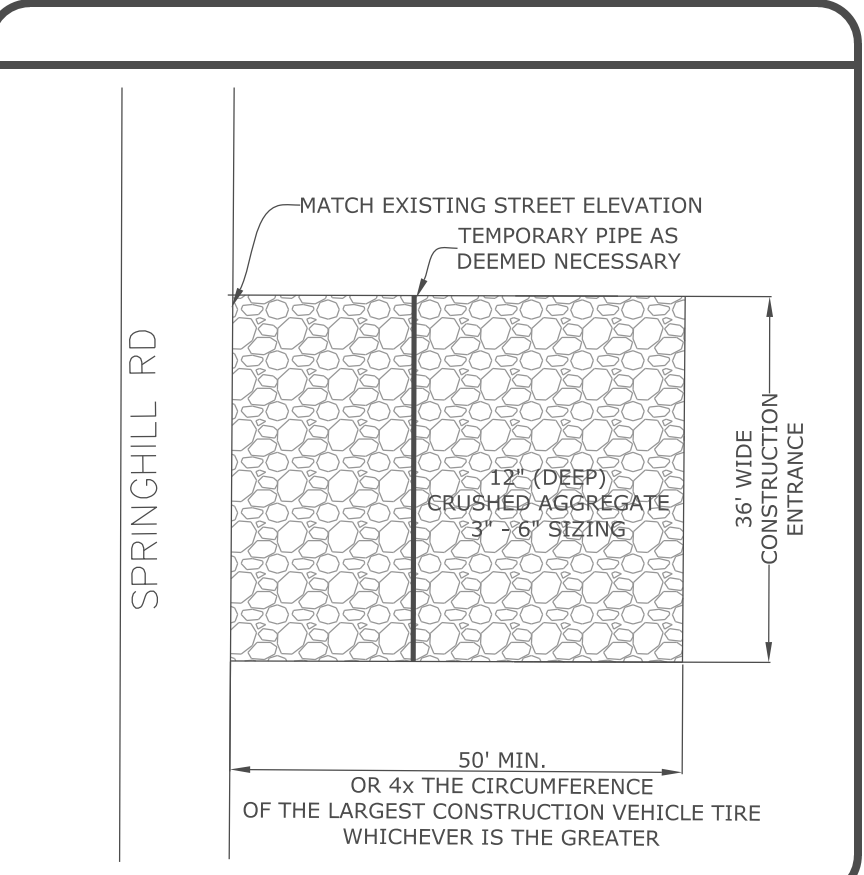 MATCH EXISTING STREET ELEVATION
TEMPORARY PIPE AS
DEEMED NECESSARY
SPRINGHILL RD
12" (DEEP)
CRUSHED AGGREGATE
3" - 6" SIZING
36' WIDE
CONSTRUCTION
ENTRANCE
50' MIN.
OR 4x THE CIRCUMFERENCE
OF THE LARGEST CONSTRUCTION VEHICLE TIRE
WHICHEVER IS THE GREATER